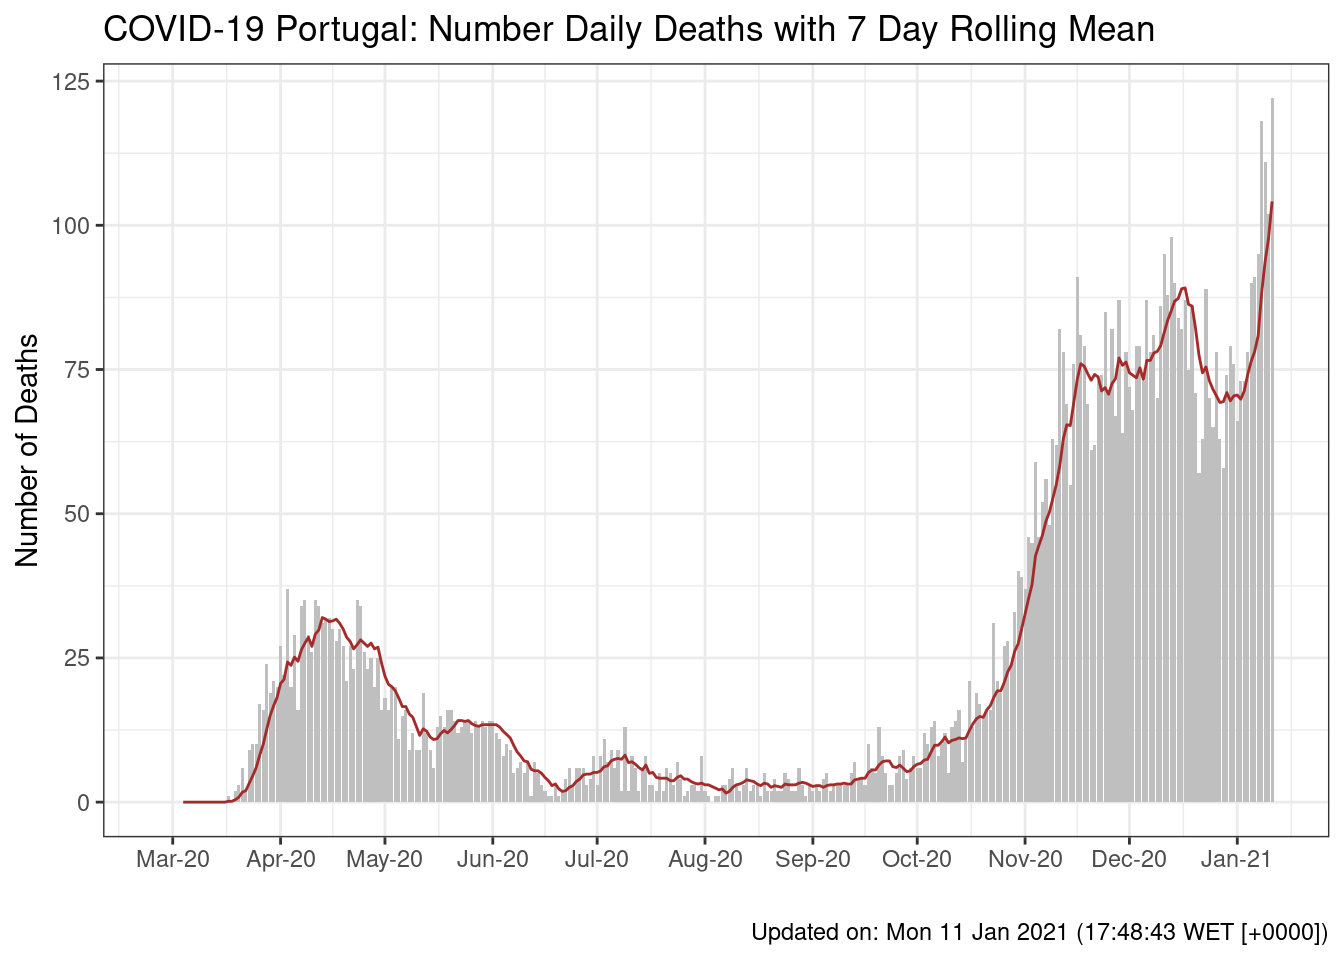 COVID-19 Portugal: Number Daily Deaths with 7 Day Rolling Mean
Number of Deaths
125
100
75
50
25
0
Mar-20 Apr-20 May-20 Jun-20 Jul-20 Aug-20 Sep-20 Oct-20 Nov-20 Dec-20 Jan-21
Updated on: Mon 11 Jan 2021 (17:48:43 WET [+0000])